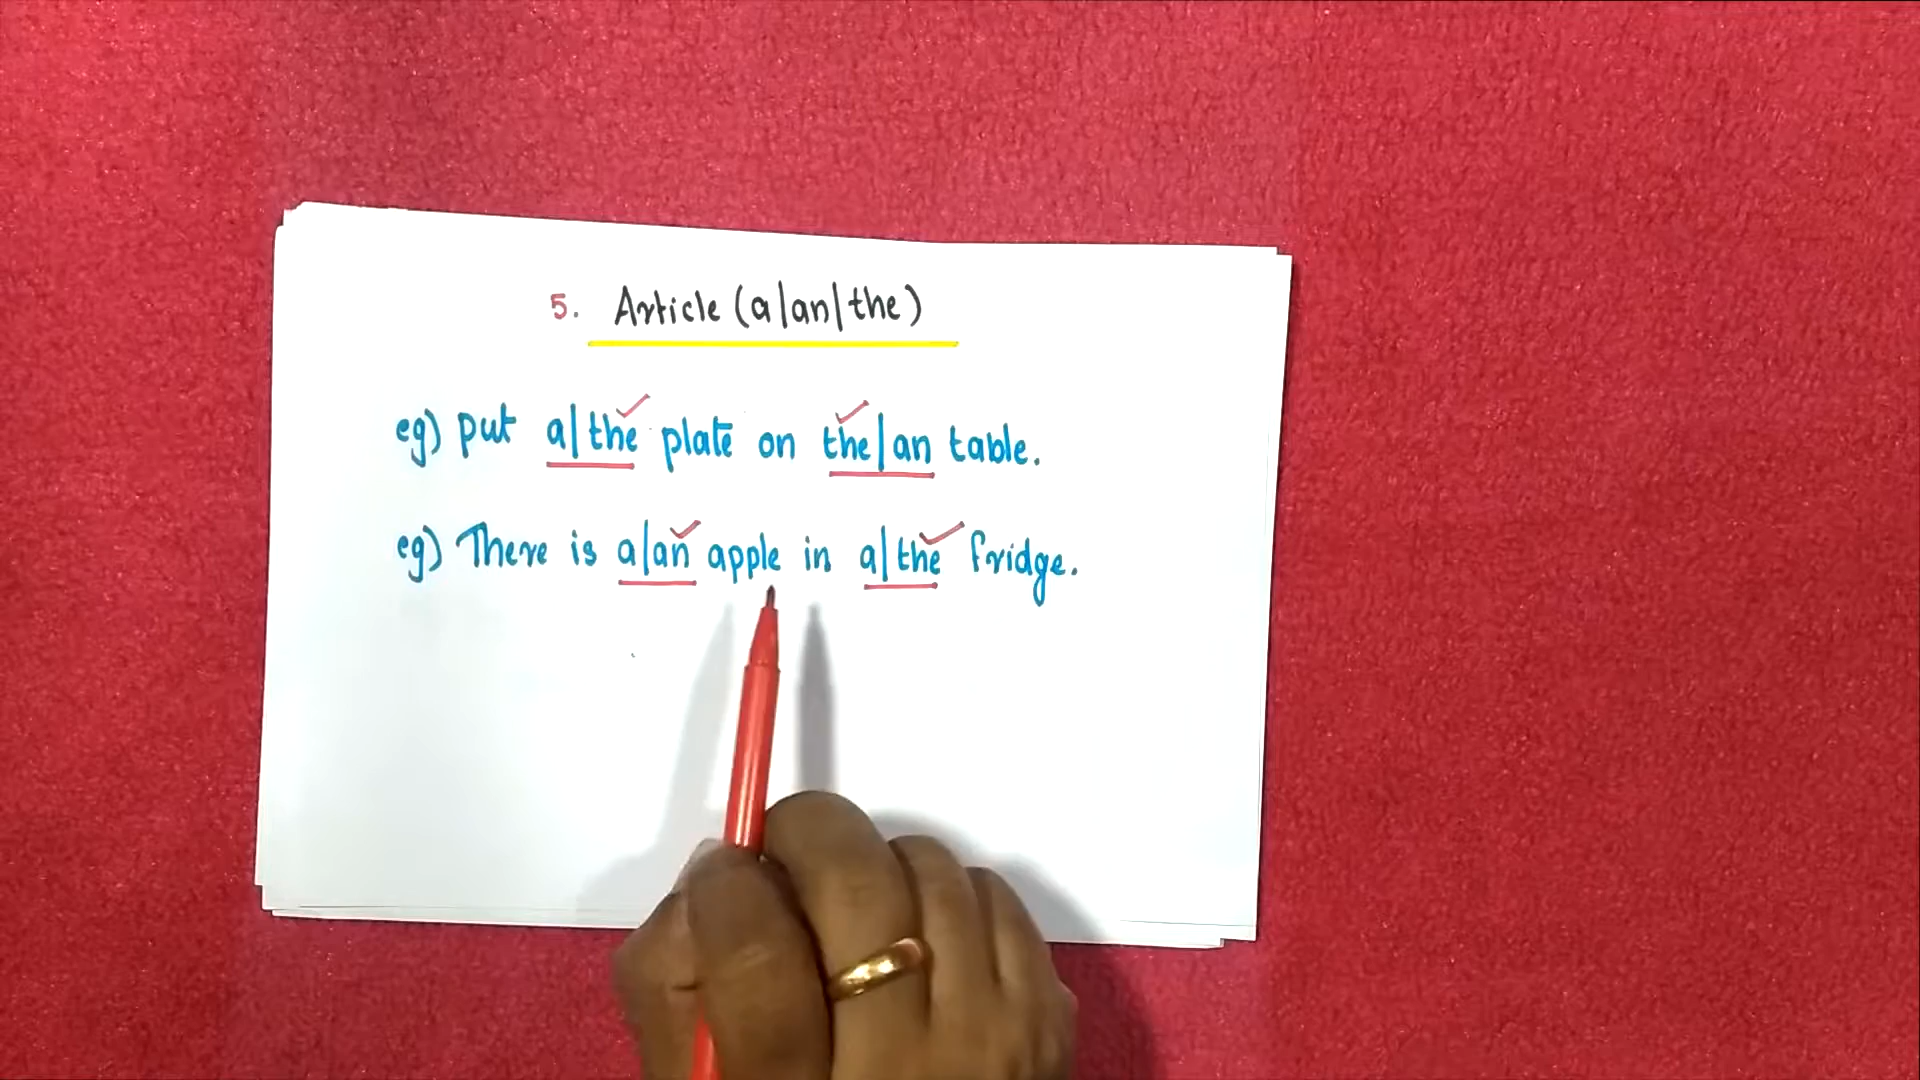 5. Article (a|an|the)
eg) put a|the plate on the|an table.
eg) There is a|an apple in a|the fridge.